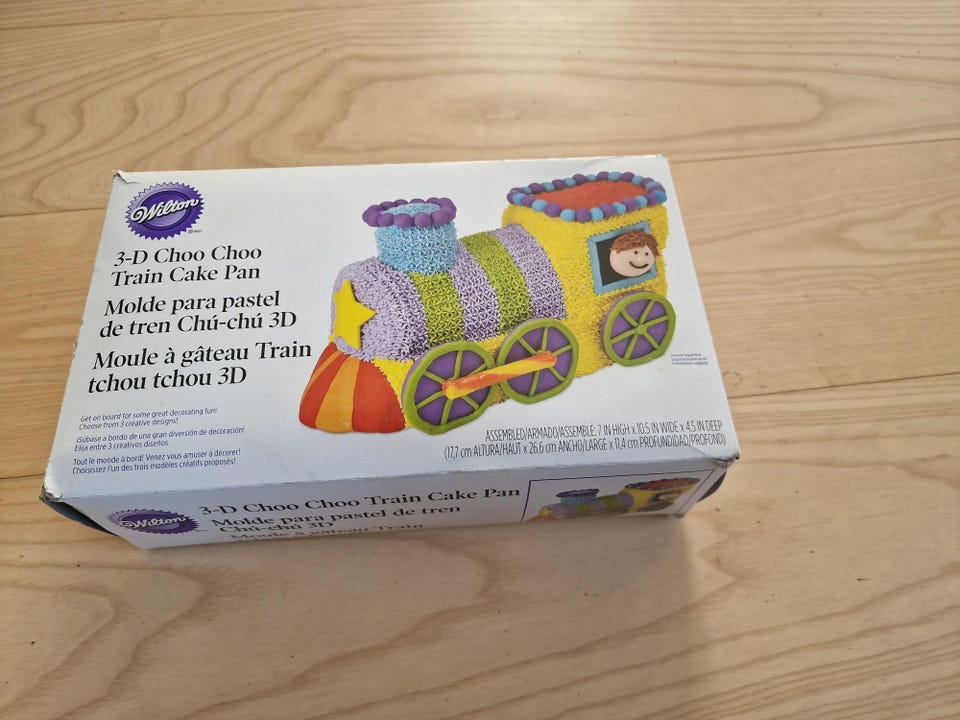 Wilton
3-D Choo Choo
Train Cake Pan
Molde para pastel
de tren Chú-chú 3D
Moule à gâteau Train
tchou tchou 3D
Get on board for some great decorating fun!
Choose from 3 creative designs!
¡Súbase a bordo de una gran diversión de decoración!
Elija entre 3 creativos diseños.
Tout le monde à bord! Venez vous amuser à décorer!
Choisissez l'un des trois modèles créatifs proposés!
ASSEMBLED/ARMADO/ASSEMBLÉ: 7 IN HIGH x 10.5 IN WIDE x 4.5 IN DEEP
(17,7 cm ALTURA/HAUT x 26,6 cm ANCHO/LARGE x 11,4 cm PROFUNDIDAD/PROFOND)
Wilton
3-D Choo Choo Train Cake Pan
Molde para pastel de tren
Chú-chú 3D
Moule à gâteau Train